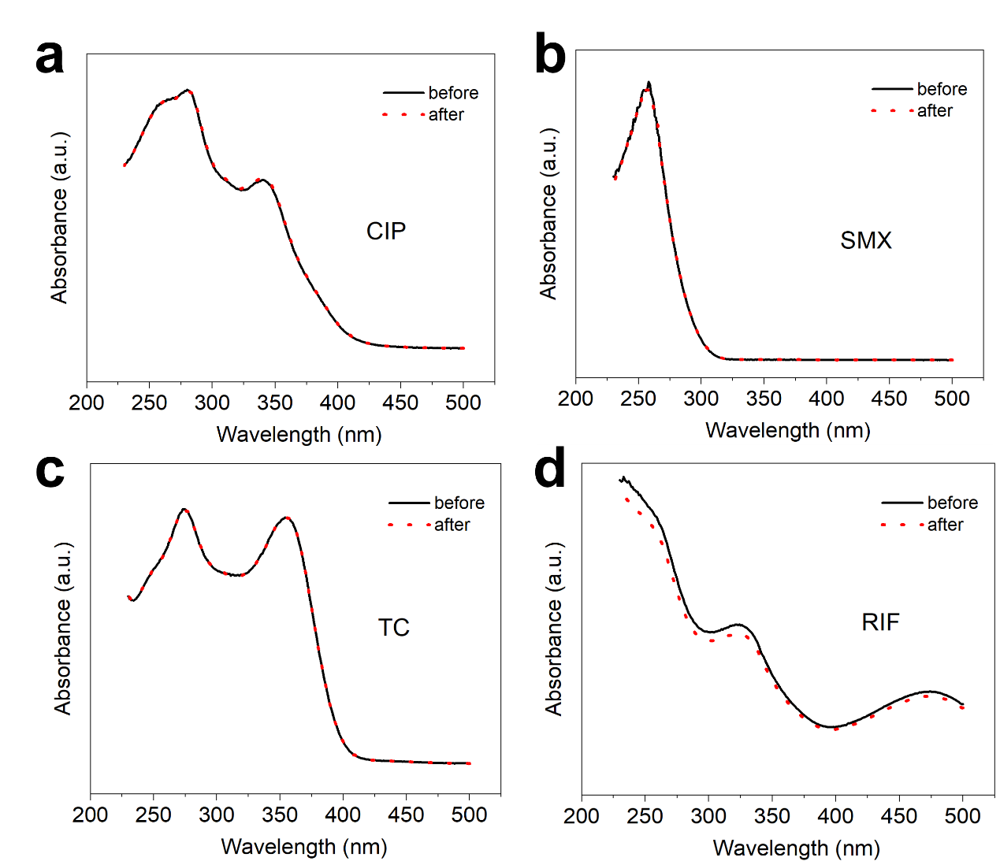 a
before
after
CIP
Absorbance (a.u.)
200 250 300 350 400 450 500
Wavelength (nm)
b
before
after
SMX
Absorbance (a.u.)
200 250 300 350 400 450 500
Wavelength (nm)
c
before
after
TC
Absorbance (a.u.)
200 250 300 350 400 450 500
Wavelength (nm)
d
before
after
RIF
Absorbance (a.u.)
200 250 300 350 400 450 500
Wavelength (nm)